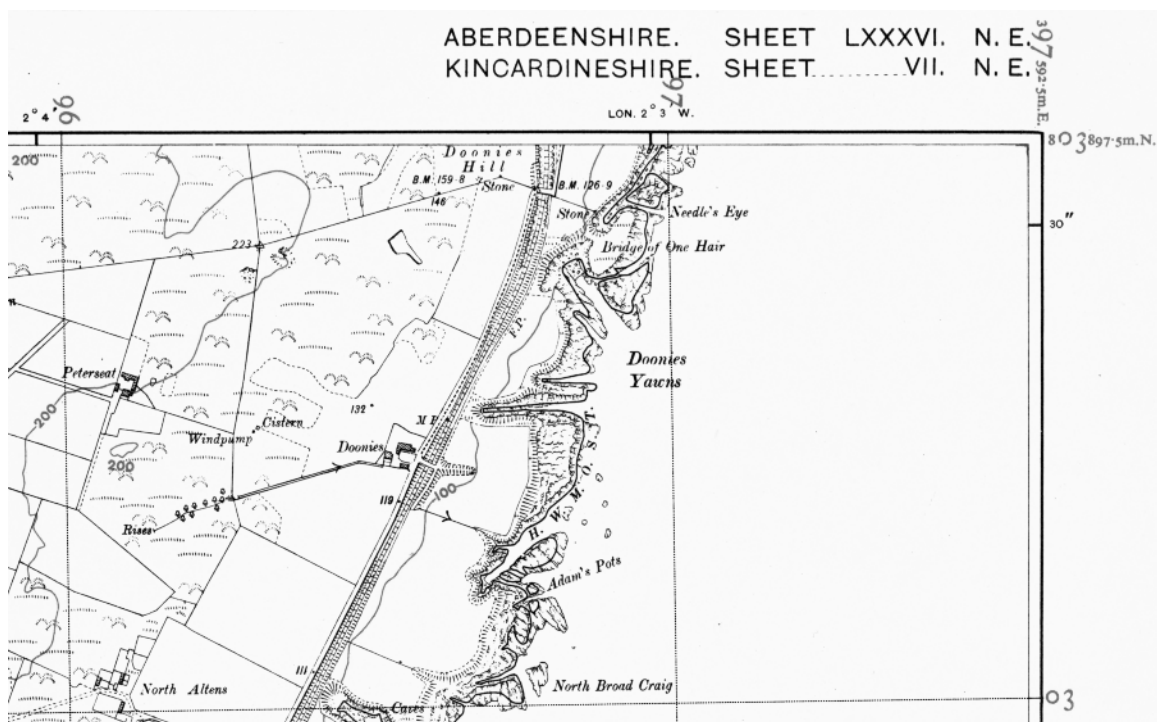 ABERDEENSHIRE. SHEET LXXXVI. N. E.
KINCARDINESHIRE. SHEET........VII. N. E.
397 592·5m.E.
2° 4'
96
LON. 2° 3' W.
97
803 897·5m.N.
200
Doonies
Hill
B.M. 159·8
Stone
B.M. 126·9
146
Stone
Needle's Eye
30"
223
Bridge of One Hair
F.P.
Doonies
Yawns
Peterseat
200
132
M.P.
Cistern
Windpump
Doonies
200
100
119
H. W. M. O. S. T.
Rises
Adam's Pots
111
North Altens
North Broad Craig
Caves
03